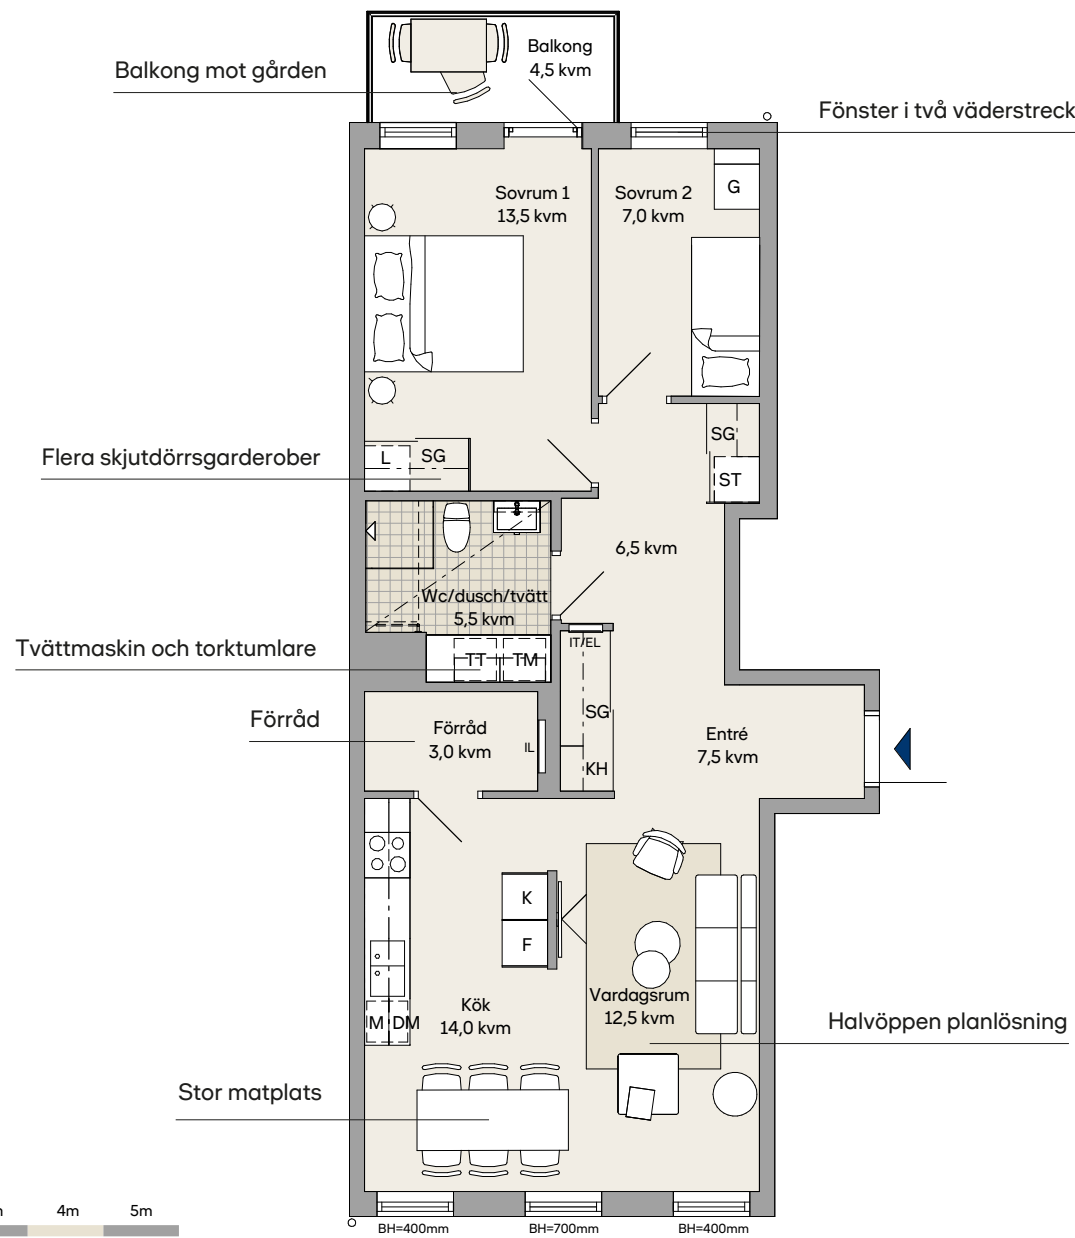 Balkong
4,5 kvm
Balkong mot gården
Fönster i två väderstreck
Sovrum 1
13,5 kvm
Sovrum 2
7,0 kvm
G
SG
ST
Flera skjutdörrsgarderober
L
SG
6,5 kvm
Wc/dusch/tvätt
5,5 kvm
IT/EL
Tvättmaskin och torktumlare
TT
TM
SG
KH
Förråd
Förråd
3,0 kvm
IL
Entré
7,5 kvm
K
F
Vardagsrum
12,5 kvm
Kök
14,0 kvm
M
DM
Halvöppen planlösning
Stor matplats
4m
5m
BH=400mm
BH=700mm
BH=400mm